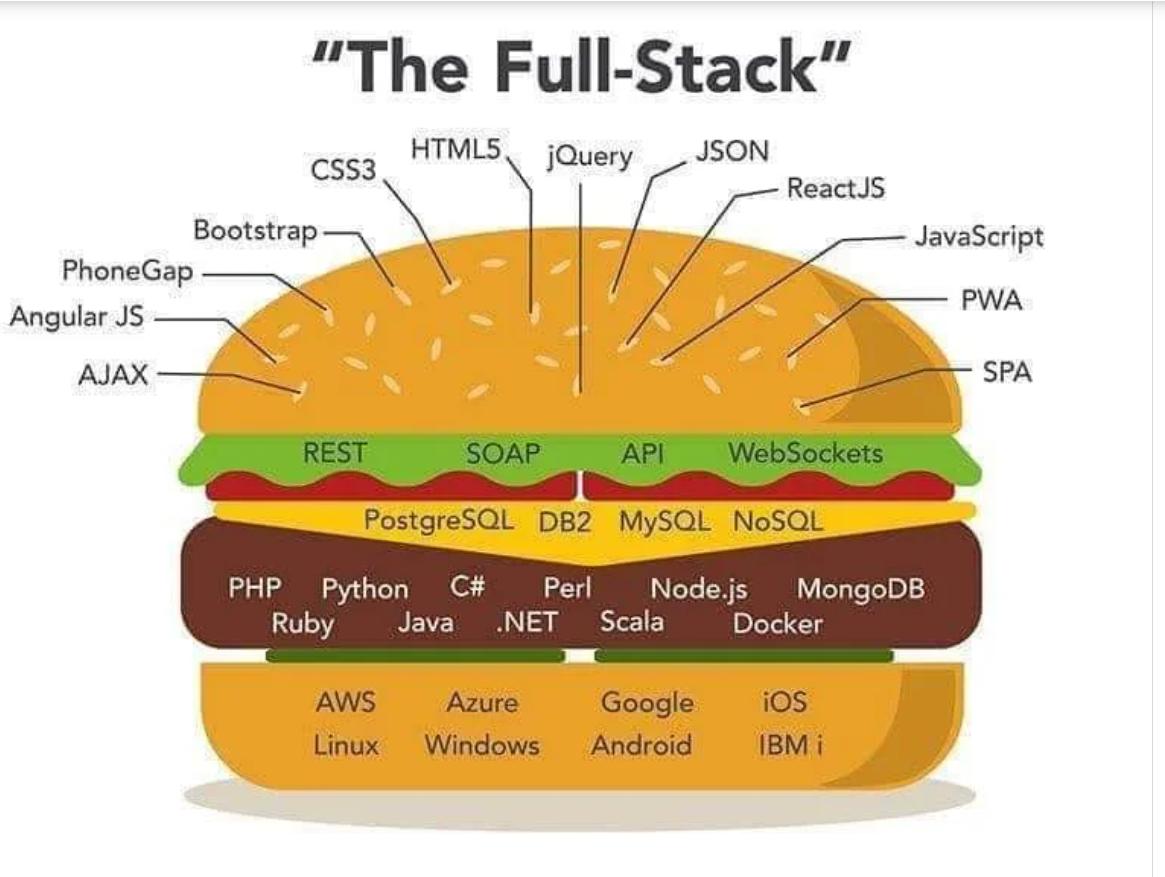 “The Full-Stack”
HTML5
jQuery
JSON
CSS3
ReactJS
Bootstrap
JavaScript
PhoneGap
PWA
Angular JS
AJAX
SPA
REST SOAP API WebSockets
PostgreSQL DB2 MySQL NoSQL
PHP Python C# Perl Node.js MongoDB
Ruby Java .NET Scala Docker
AWS Azure Google iOS
Linux Windows Android IBM i